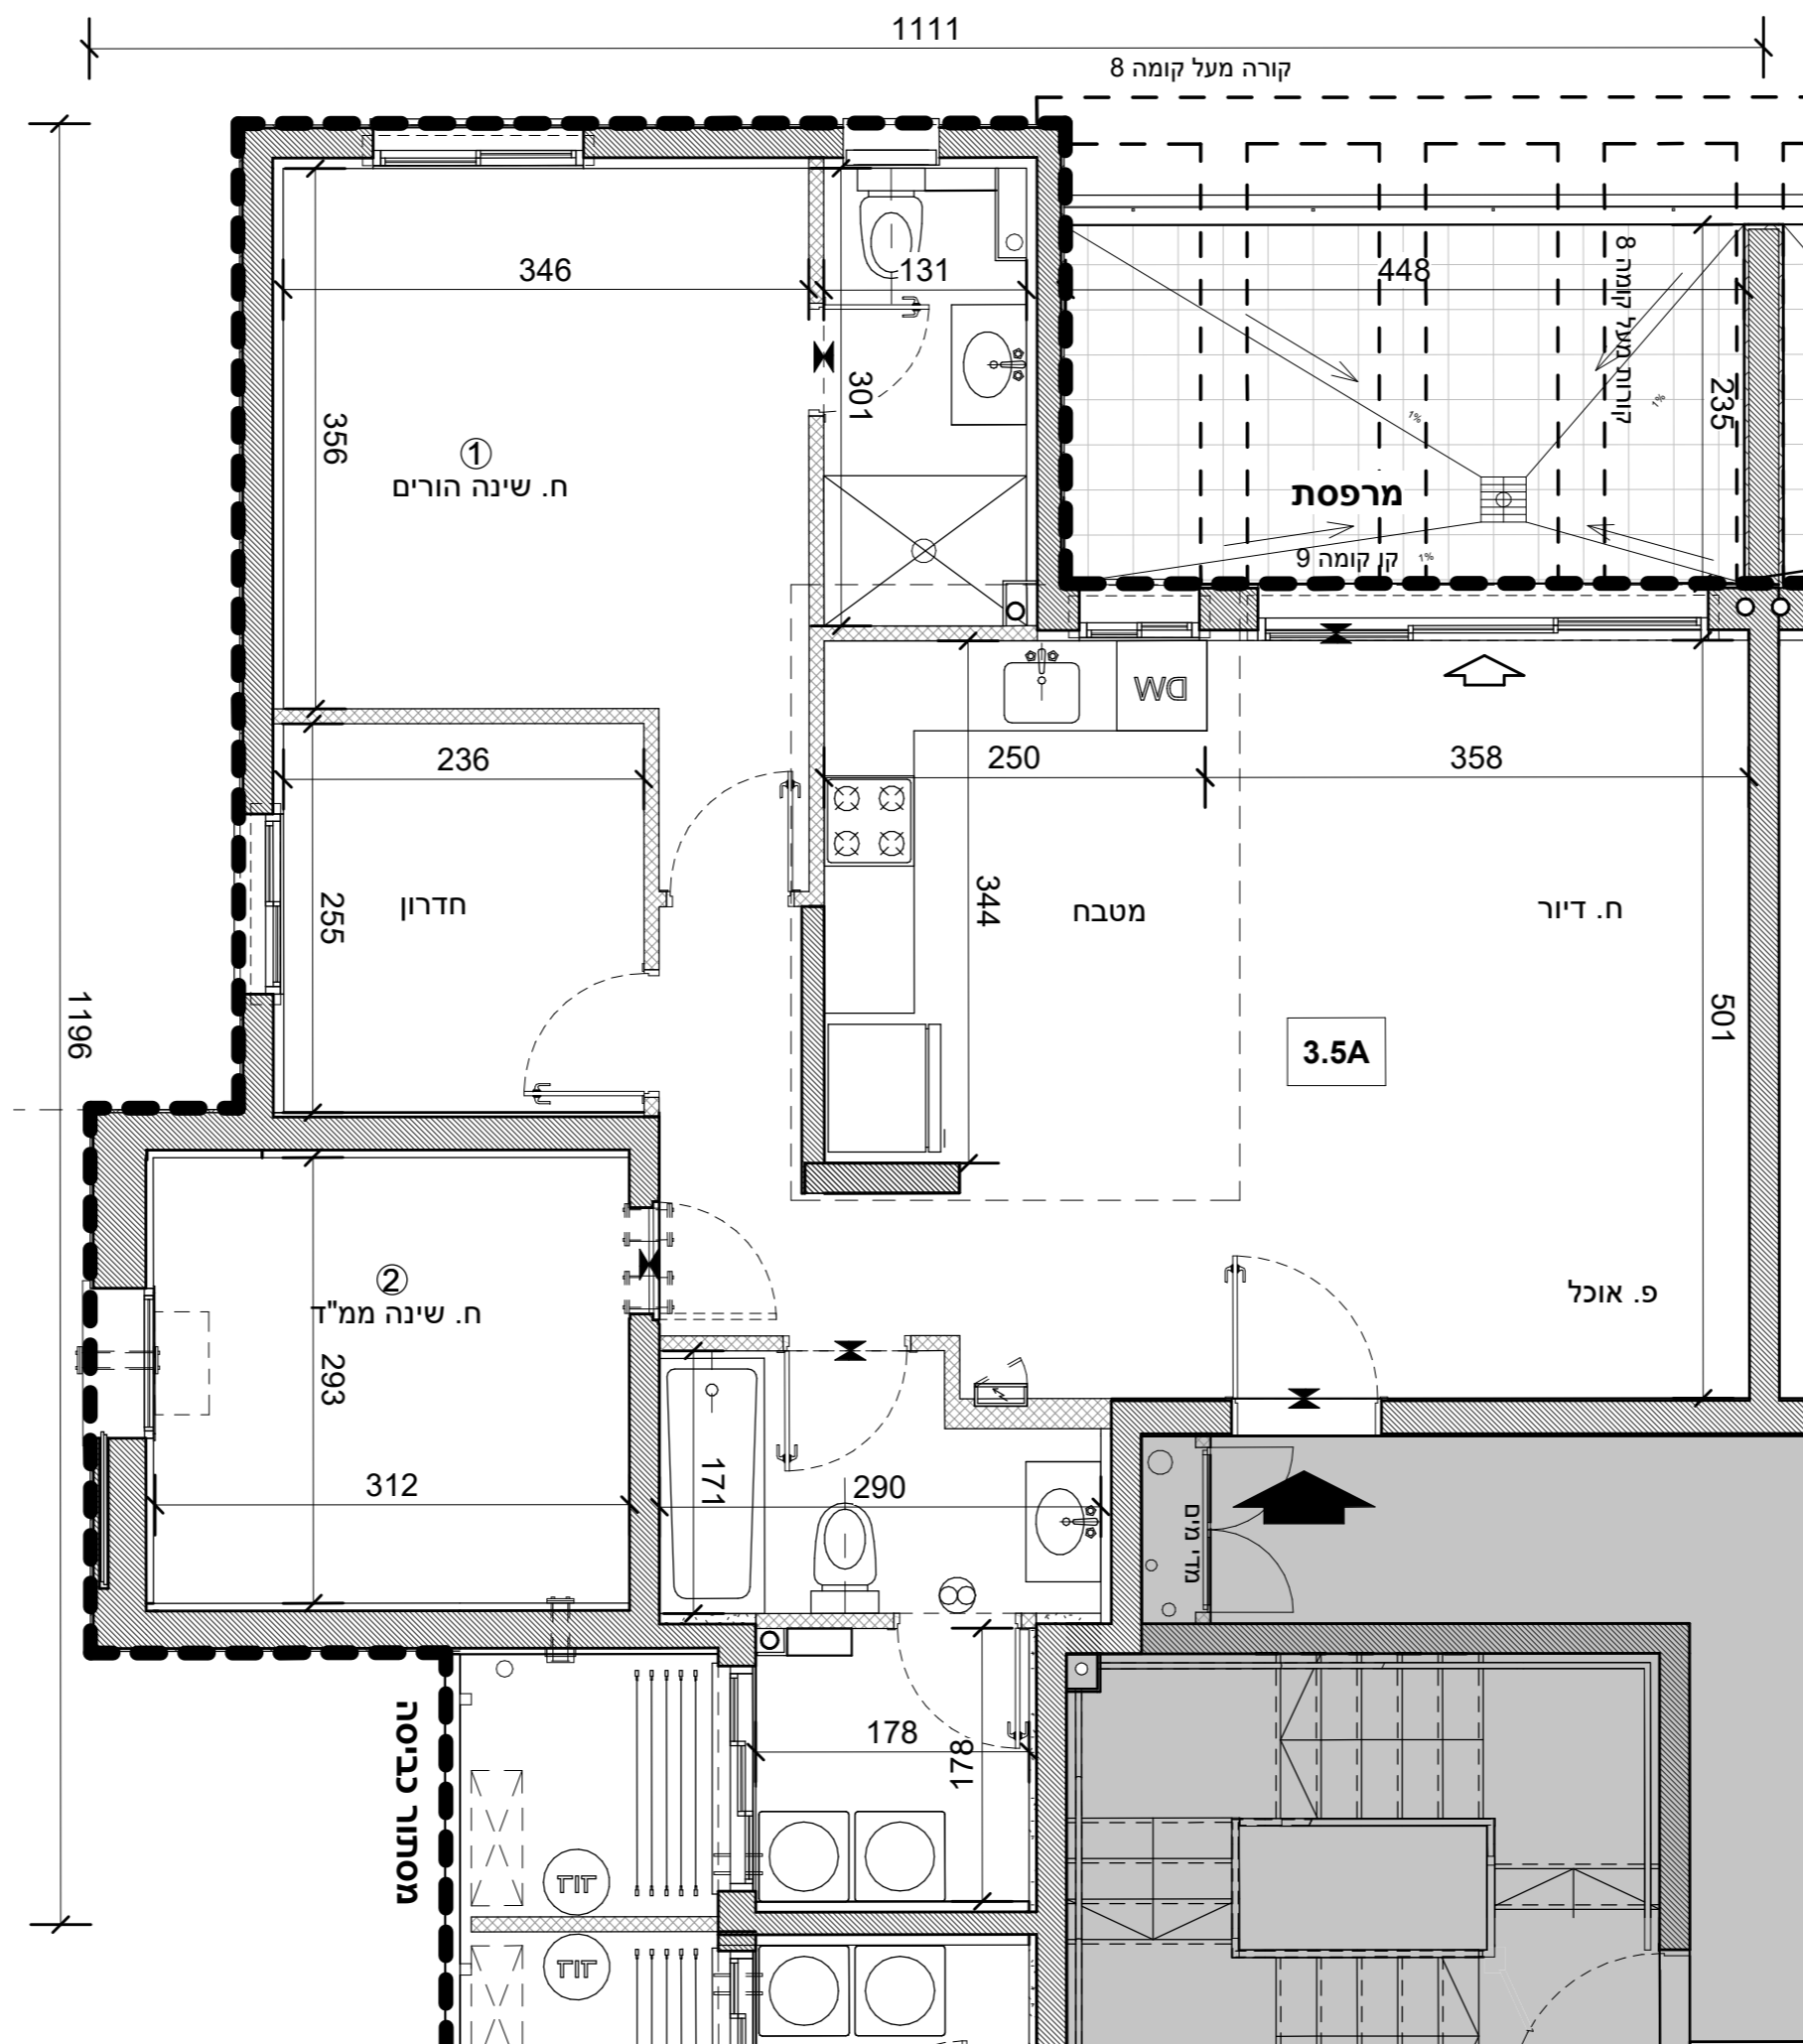 1111
קורה מעל קומה 8
346
131
448
קורות מעל קומה 8
301
235
356
1%
1%
①
ח. שינה הורים
מרפסת
קו קומה 9
1%
DW
236
250
358
255
344
חדרון
מטבח
ח. דיור
1196
501
3.5A
②
ח. שינה ממ"ד
פ. אוכל
293
312
171
290
מד' מים
מסתור כביסה
178
178
דוד
דוד